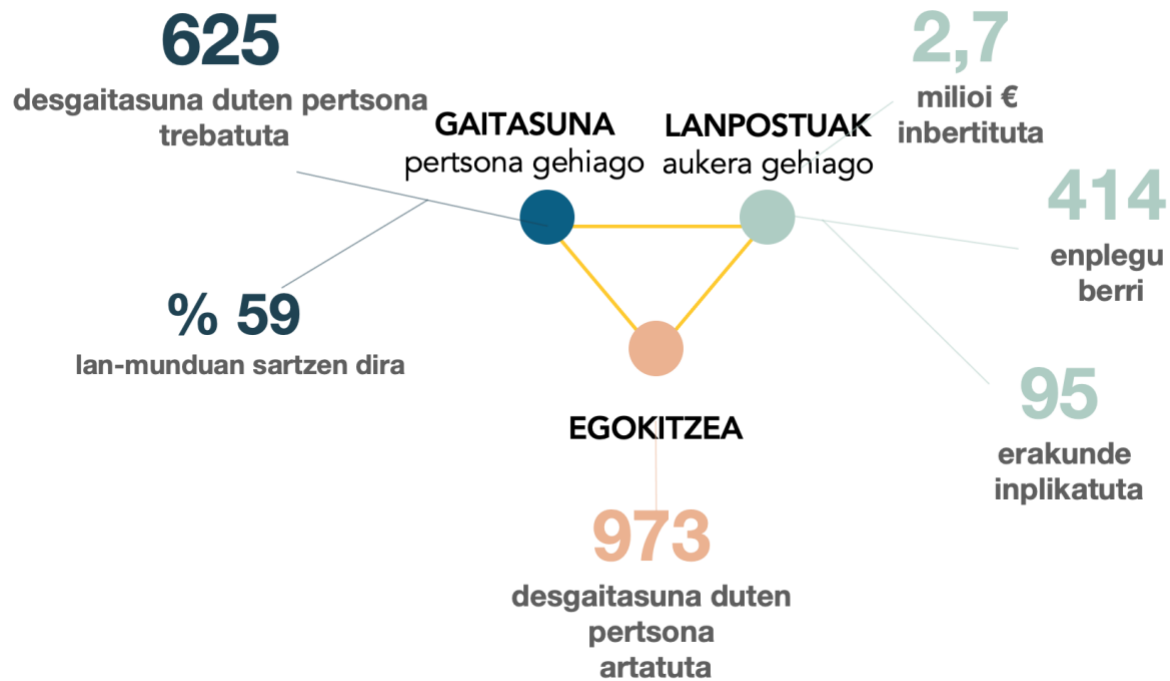 625
desgaitasuna duten pertsona
trebatuta
% 59
lan-munduan sartzen dira
GAITASUNA
pertsona gehiago
LANPOSTUAK
aukera gehiago
2,7
milioi €
inbertituta
414
enplegu
berri
95
erakunde
inplikatuta
EGOKITZEA
973
desgaitasuna duten
pertsona
artatuta